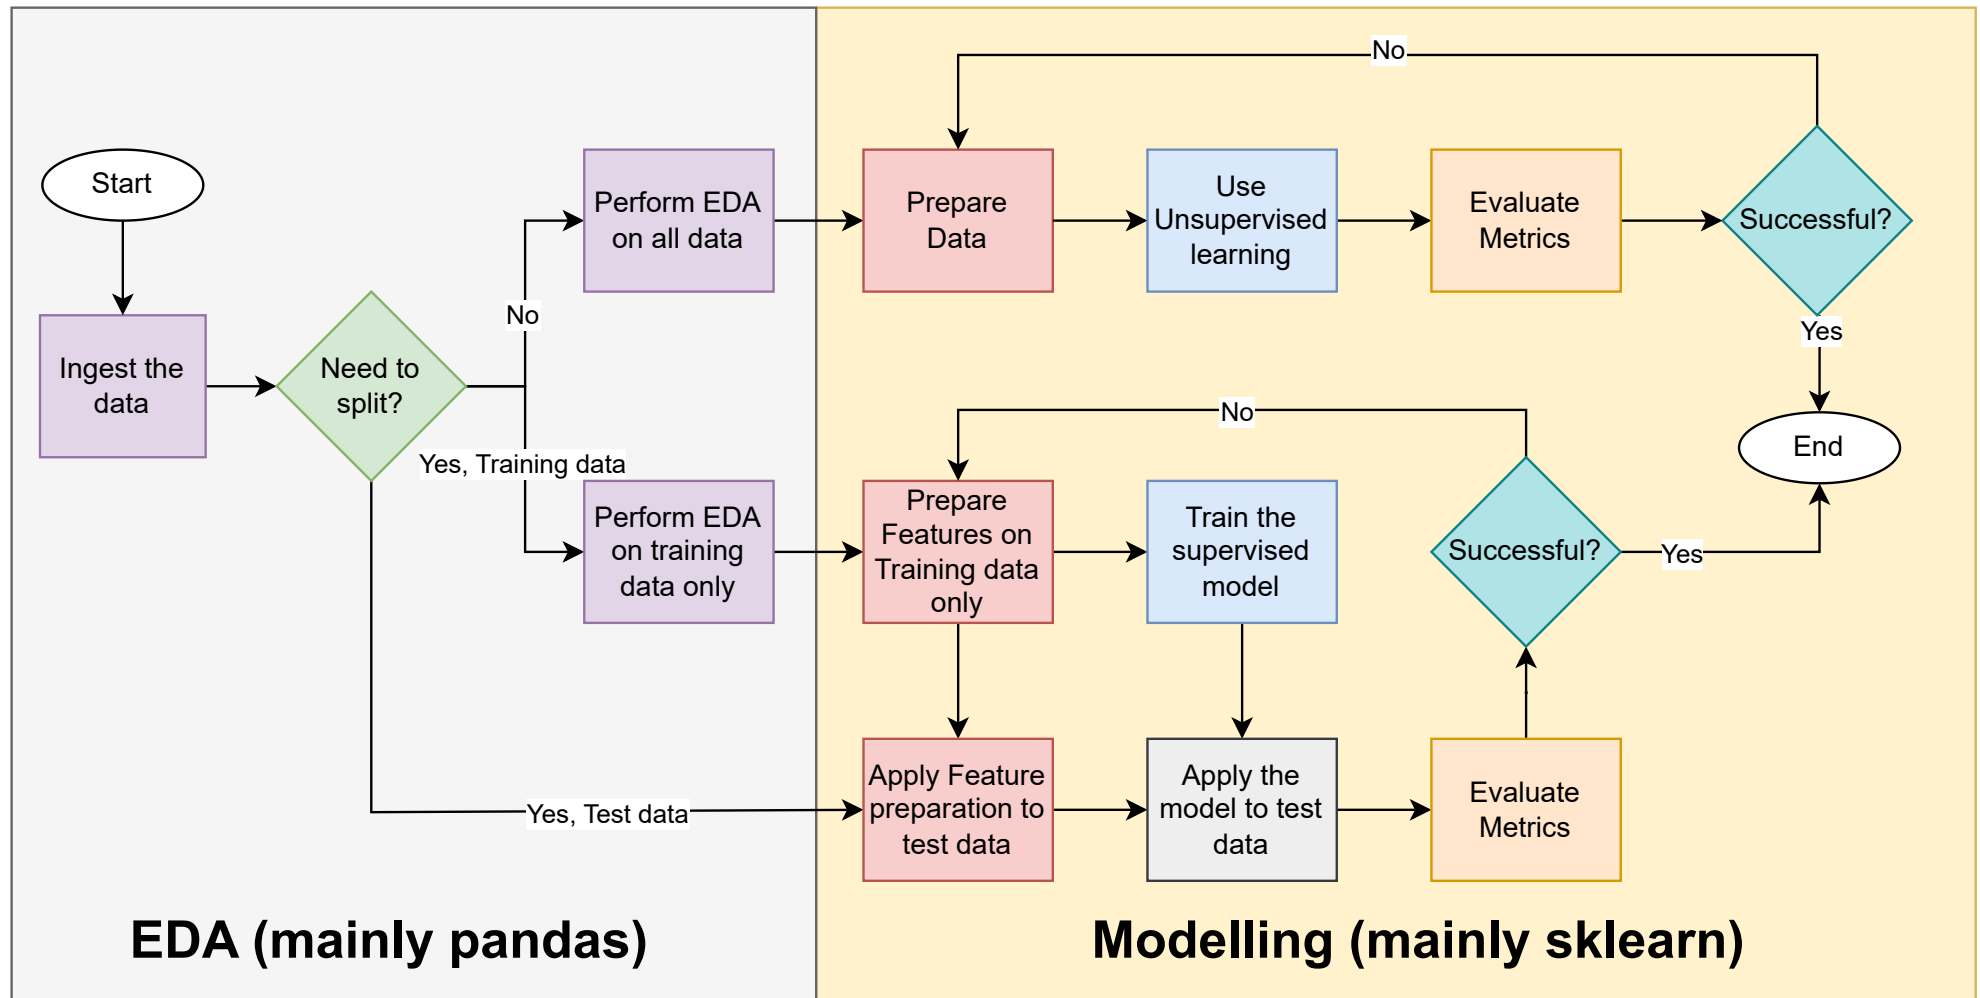 No
Start
Perform EDA
on all data
Prepare
Data
Use
Unsupervised
learning
Evaluate
Metrics
Successful?
No
Yes
Ingest the
data
Need to
split?
No
End
Yes, Training data
Perform EDA
on training
data only
Prepare
Features on
Training data
only
Train the
supervised
model
Successful?
Yes
Yes, Test data
Apply Feature
preparation to
test data
Apply the
model to test
data
Evaluate
Metrics
EDA (mainly pandas)
Modelling (mainly sklearn)